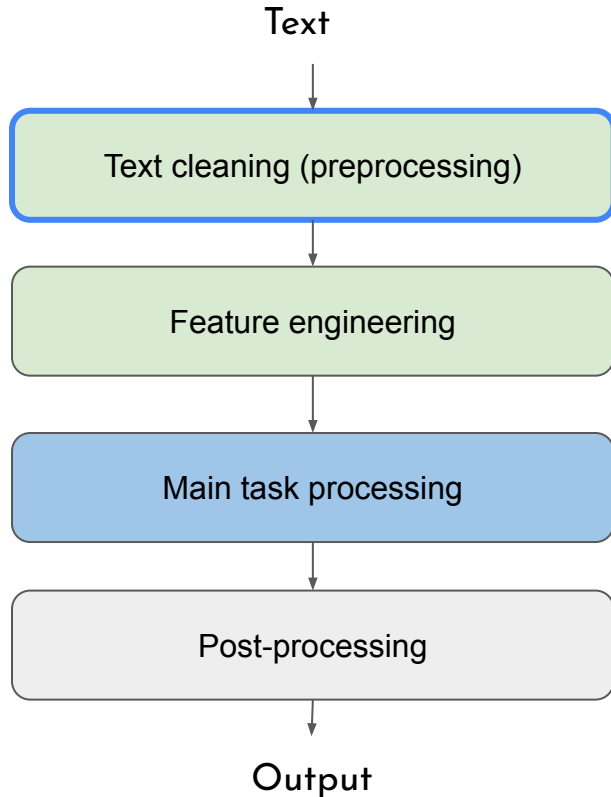 Text
Text cleaning (preprocessing)
Feature engineering
Main task processing
Post-processing
Output